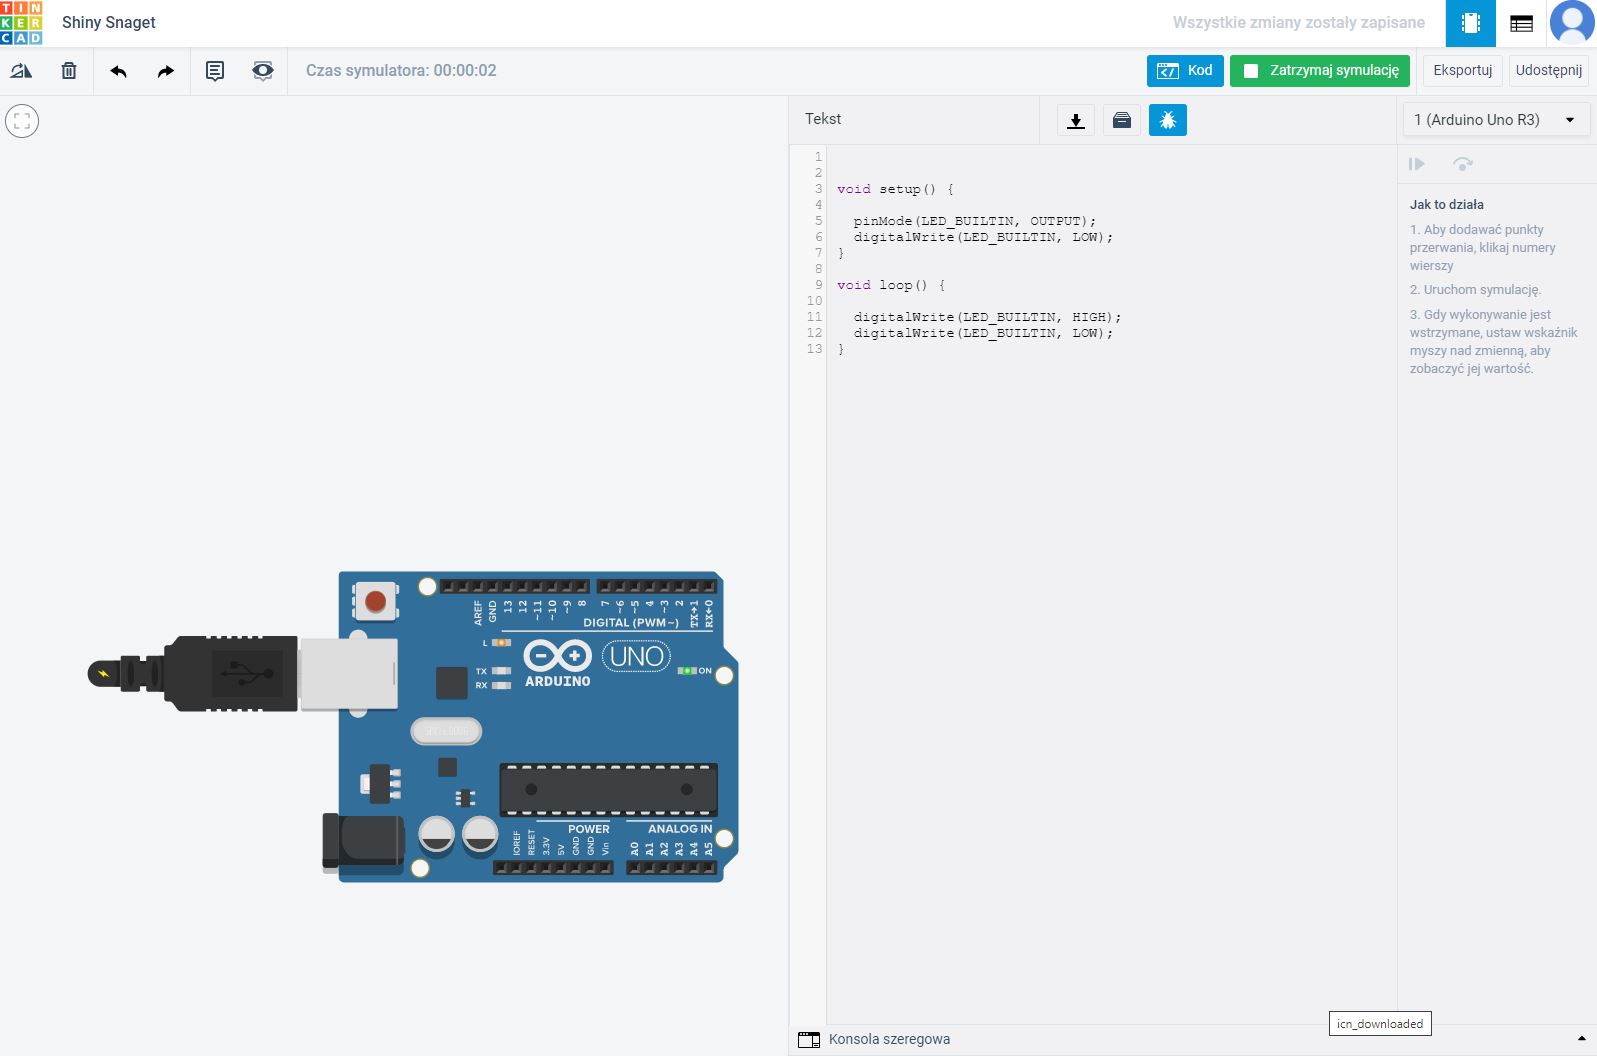 TINKERCAD
Shiny Snaget
Wszystkie zmiany zostały zapisane
Czas symulatora: 00:00:02
Kod
Zatrzymaj symulację
Eksportuj
Udostępnij
Tekst
1 (Arduino Uno R3)
1
2
3 void setup() {
4
5 pinMode(LED_BUILTIN, OUTPUT);
6 digitalWrite(LED_BUILTIN, LOW);
7 }
8
9 void loop() {
10
11 digitalWrite(LED_BUILTIN, HIGH);
12 digitalWrite(LED_BUILTIN, LOW);
13 }
Jak to działa
1. Aby dodawać punkty
przerwania, klikaj numery
wierszy
2. Uruchom symulację.
3. Gdy wykonywanie jest
wstrzymane, ustaw wskaźnik
myszy nad zmienną, aby
zobaczyć jej wartość.
AREF GND 13 12 ~11 ~10 ~9 8 7 ~6 ~5 4 ~3 2 TX→1 RX←0
DIGITAL (PWM~)
L
UNO
TX
ON
RX
ARDUINO
POWER
ANALOG IN
IOREF RESET 3.3V 5V GND GND Vin A0 A1 A2 A3 A4 A5
icn_downloaded
Konsola szeregowa